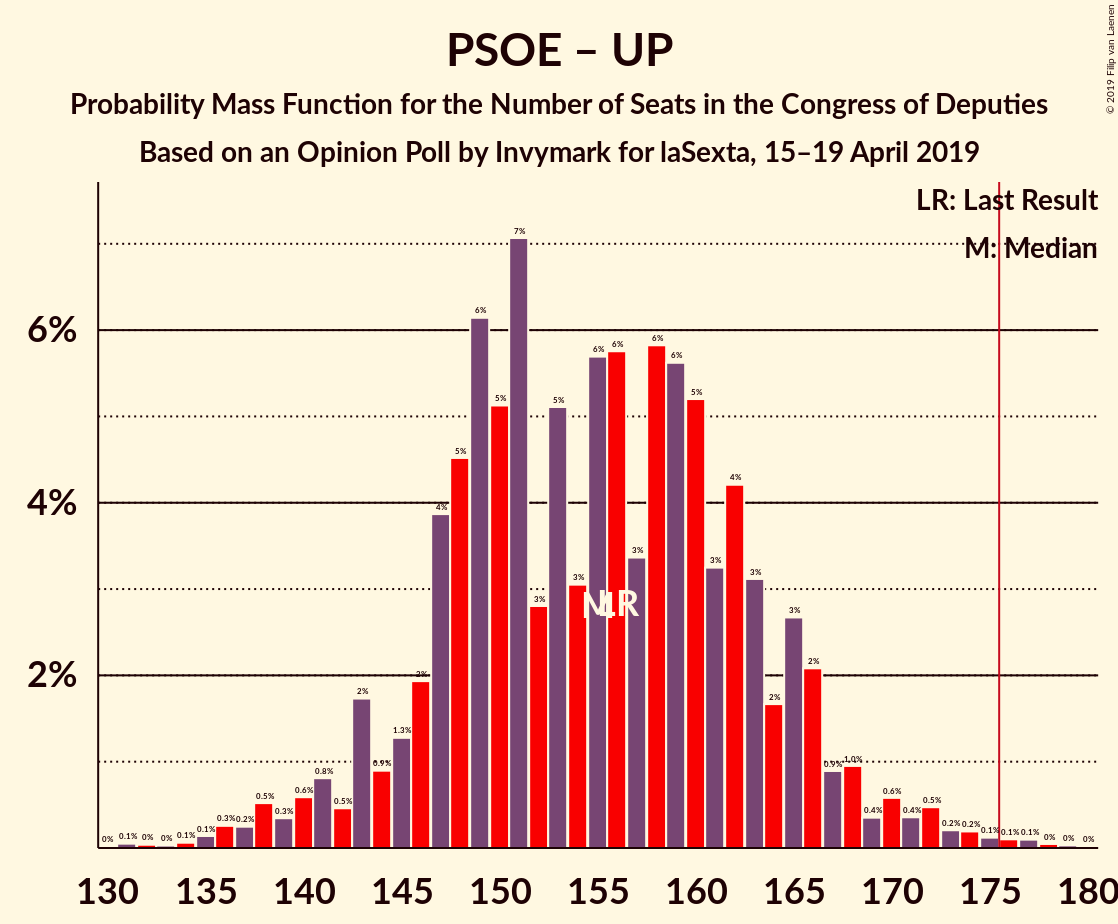 PSOE – UP
Probability Mass Function for the Number of Seats in the Congress of Deputies
Based on an Opinion Poll by Invymark for laSexta, 15–19 April 2019
© 2019 Filip van Laenen
LR: Last Result
M: Median
6%
4%
2%
0% 0.1% 0% 0% 0.1% 0.1% 0.3% 0.2% 0.5% 0.3% 0.6% 0.8% 0.5% 2% 0.9% 1.3% 2% 4% 5% 6% 5% 7% 3% 5% 3% 6% 6% 3% 6% 6% 5% 3% 4% 3% 2% 3% 2% 0.9% 1.0% 0.4% 0.6% 0.4% 0.5% 0.2% 0.2% 0.1% 0.1% 0.1% 0% 0% 0%
M LR
130 135 140 145 150 155 160 165 170 175 180